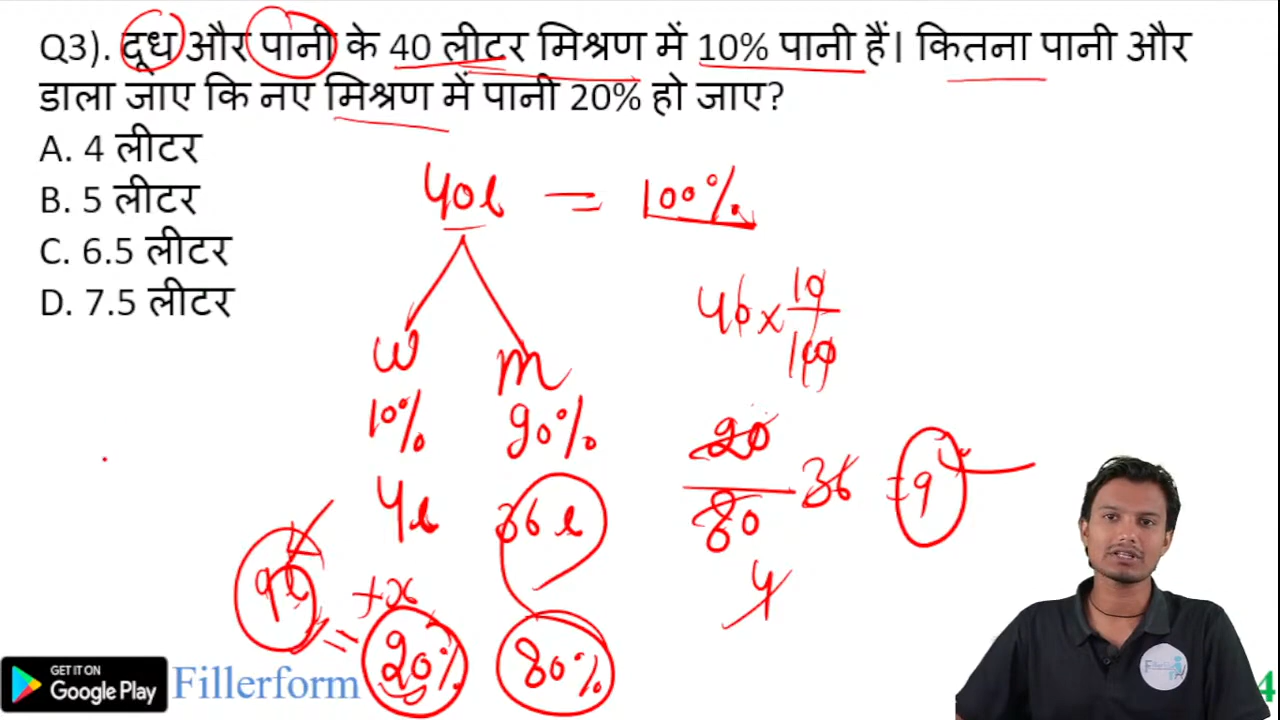 Q3). दूध और पानी के 40 लीटर मिश्रण में 10% पानी हैं। कितना पानी और
डाला जाए कि नए मिश्रण में पानी 20% हो जाए?
A. 4 लीटर
B. 5 लीटर
C. 6.5 लीटर
D. 7.5 लीटर
40l = 100%
40 × 10/100
w m
10% 90%
4l 36l
20/80 36 = 9
4
9l
+x
= 20% 80%
GET IT ON
Google Play
Fillerform
4